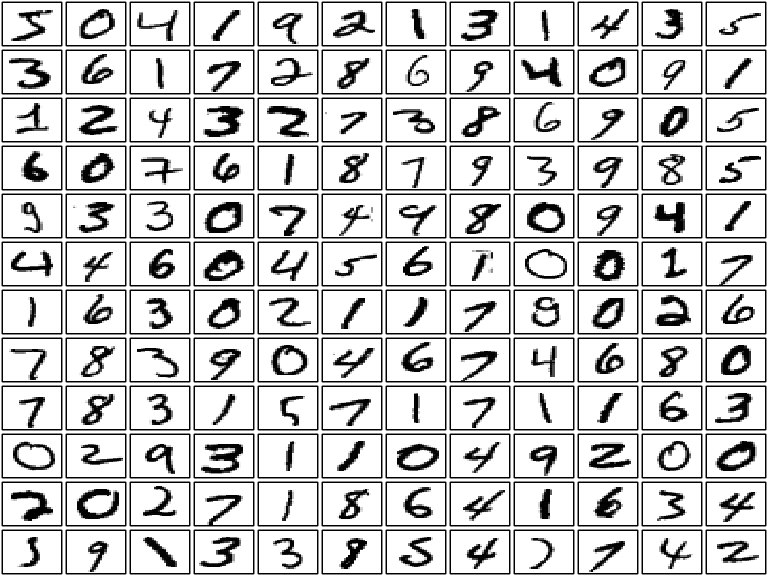 5 0 4 1 9 2 1 3 1 4 3 5
3 6 1 7 2 8 6 9 4 0 9 1
1 2 4 3 2 7 3 8 6 9 0 5
6 0 7 6 1 8 7 9 3 9 8 5
9 3 3 0 7 4 9 8 0 9 4 1
4 4 6 0 4 5 6 1 0 0 1 7
1 6 3 0 2 1 1 7 9 0 2 6
7 8 3 9 0 4 6 7 4 6 8 0
7 8 3 1 5 7 1 7 1 1 6 3
0 2 9 3 1 1 0 4 9 2 0 0
2 0 2 7 1 8 6 4 1 6 3 4
9 1 3 3 8 5 4 7 7 4 2